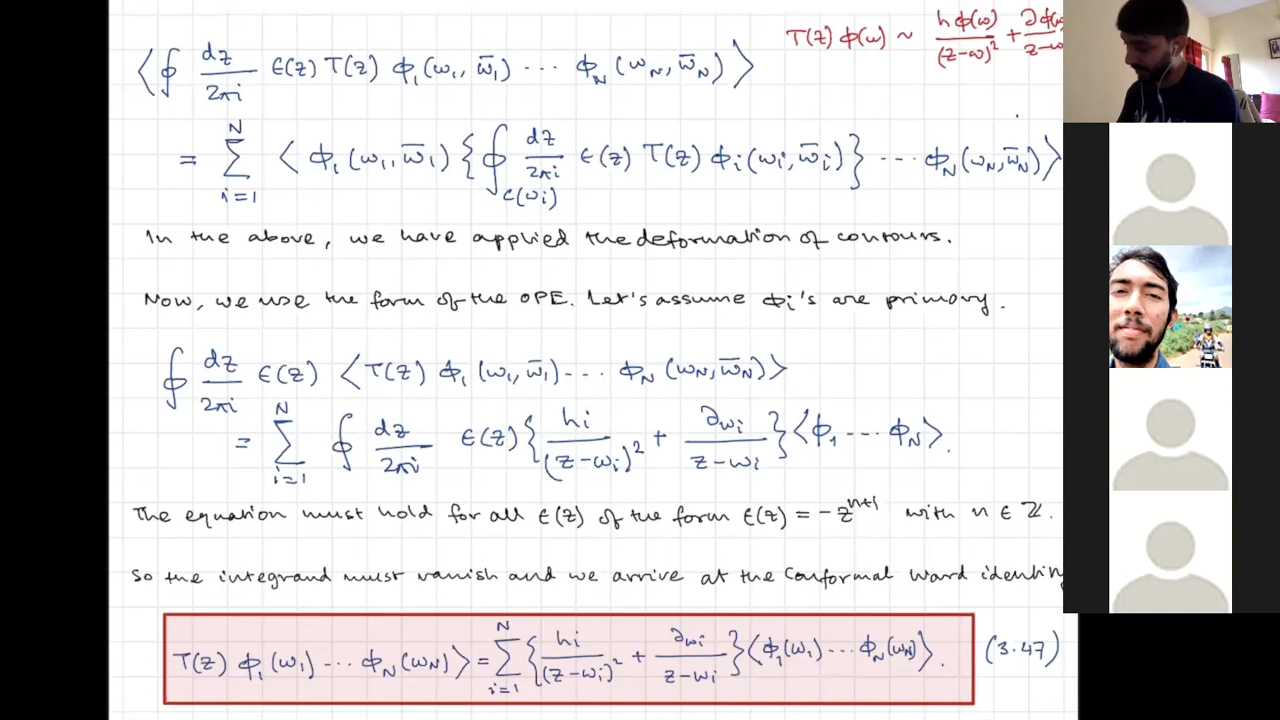 T(z) ϕ(ω) ~ hϕ(ω)/(z-ω)² + ∂ϕ(ω
⟨∮ dz/2πi ϵ(z) T(z) ϕ₁(ω₁, ω̄₁) ··· ϕ_N(ω_N, ω̄_N)⟩
= ∑_{i=1}^{N} ⟨ϕ₁(ω₁, ω̄₁) {∮_{C(ωᵢ)} dz/2πi ϵ(z) T(z) ϕᵢ(ωᵢ, ω̄ᵢ)} ··· ϕ_N(ω_N, ω̄_N)⟩
In the above, we have applied the deformation of contours.
Now, we use the form of the OPE. Let's assume ϕᵢ's are primary.
∮ dz/2πi ϵ(z) ⟨T(z) ϕ₁(ω₁, ω̄₁) ··· ϕ_N(ω_N, ω̄_N)⟩
= ∑_{i=1}^{N} ∮ dz/2πi ϵ(z) {hᵢ/(z-ωᵢ)² + ∂_{ωᵢ}/(z-ωᵢ)} ⟨ϕ₁ ··· ϕ_N⟩.
The equation must hold for all ϵ(z) of the form ϵ(z) = -z^{n+1} with n ∈ ℤ.
So the integrand must vanish and we arrive at the conformal ward identity
T(z) ϕ₁(ω₁) ··· ϕ_N(ω_N)⟩ = ∑_{i=1}^{N} {hᵢ/(z-ωᵢ)² + ∂_{ωᵢ}/(z-ωᵢ)} ⟨ϕ₁(ω₁) ··· ϕ_N(ω_N)⟩. (3.47)